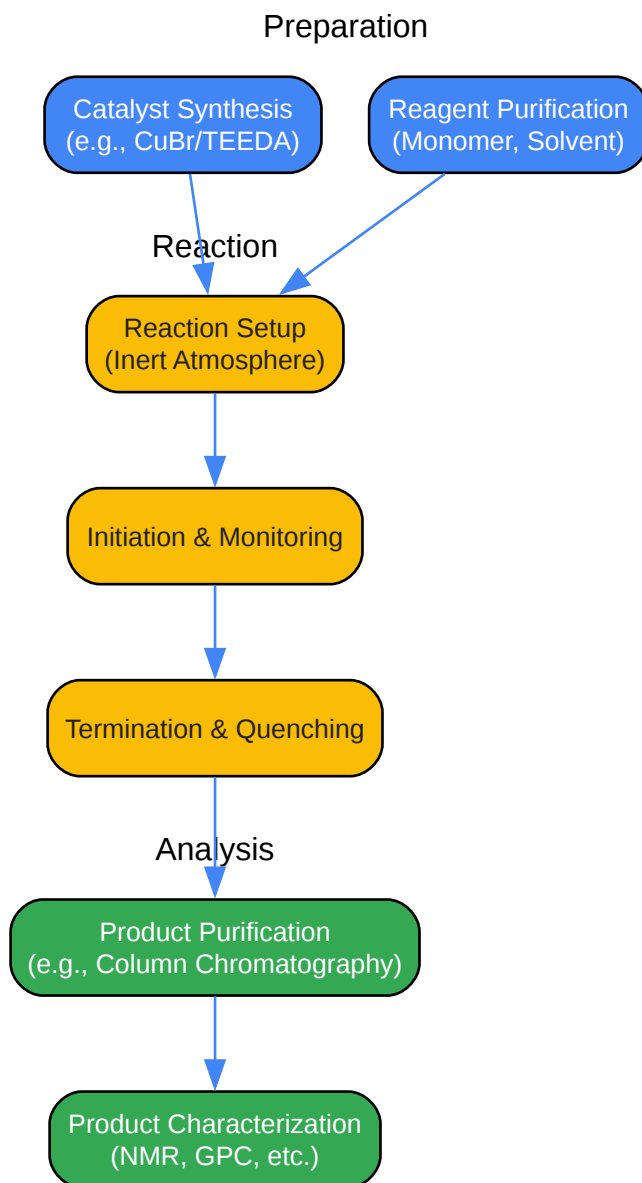 Preparation
Catalyst Synthesis
(e.g., CuBr/TEEDA)
Reagent Purification
(Monomer, Solvent)
Reaction
Reaction Setup
(Inert Atmosphere)
Initiation & Monitoring
Termination & Quenching
Analysis
Product Purification
(e.g., Column Chromatography)
Product Characterization
(NMR, GPC, etc.)